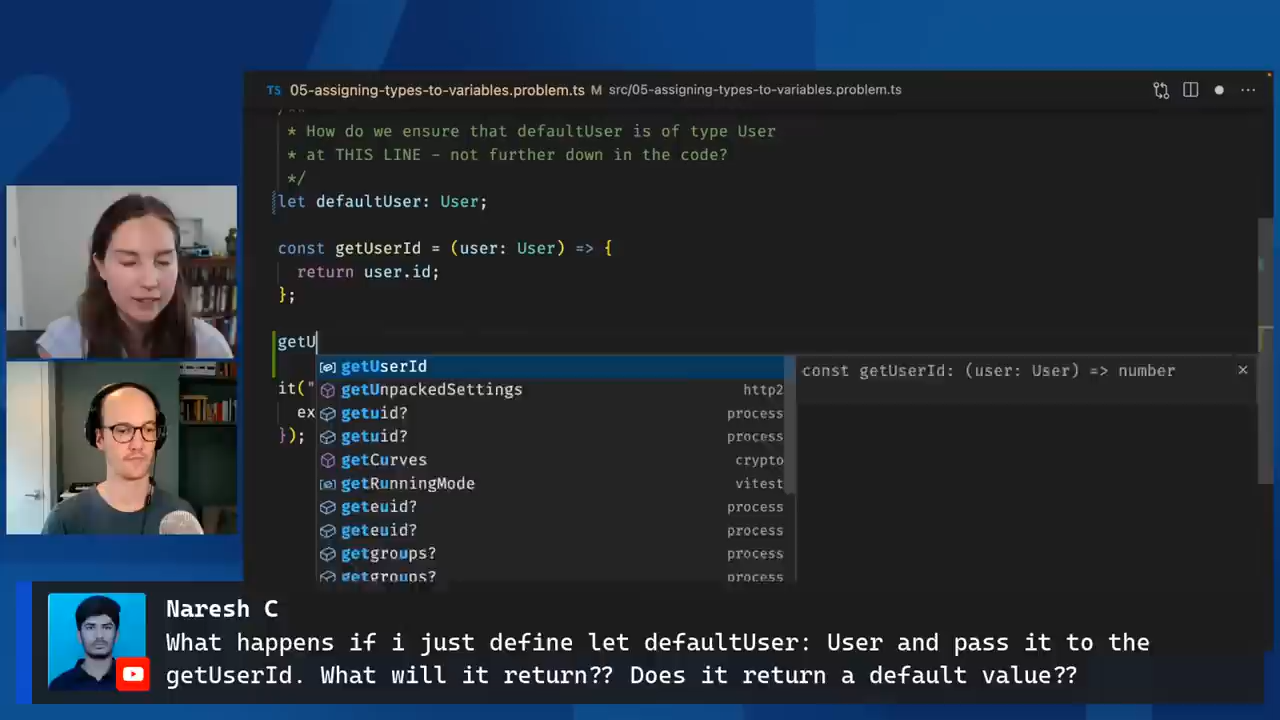 TS 05-assigning-types-to-variables.problem.ts M src/05-assigning-types-to-variables.problem.ts
/**
* How do we ensure that defaultUser is of type User
* at THIS LINE - not further down in the code?
*/
let defaultUser: User;
const getUserId = (user: User) => {
return user.id;
};
getU
getUserId
const getUserId: (user: User) => number
getUnpackedSettings http2
it("
getuid? process
ex
getuid? process
});
getCurves crypto
getRunningMode vitest
geteuid? process
geteuid? process
getgroups? process
getgroups? process
Naresh C
What happens if i just define let defaultUser: User and pass it to the
getUserId. What will it return?? Does it return a default value??